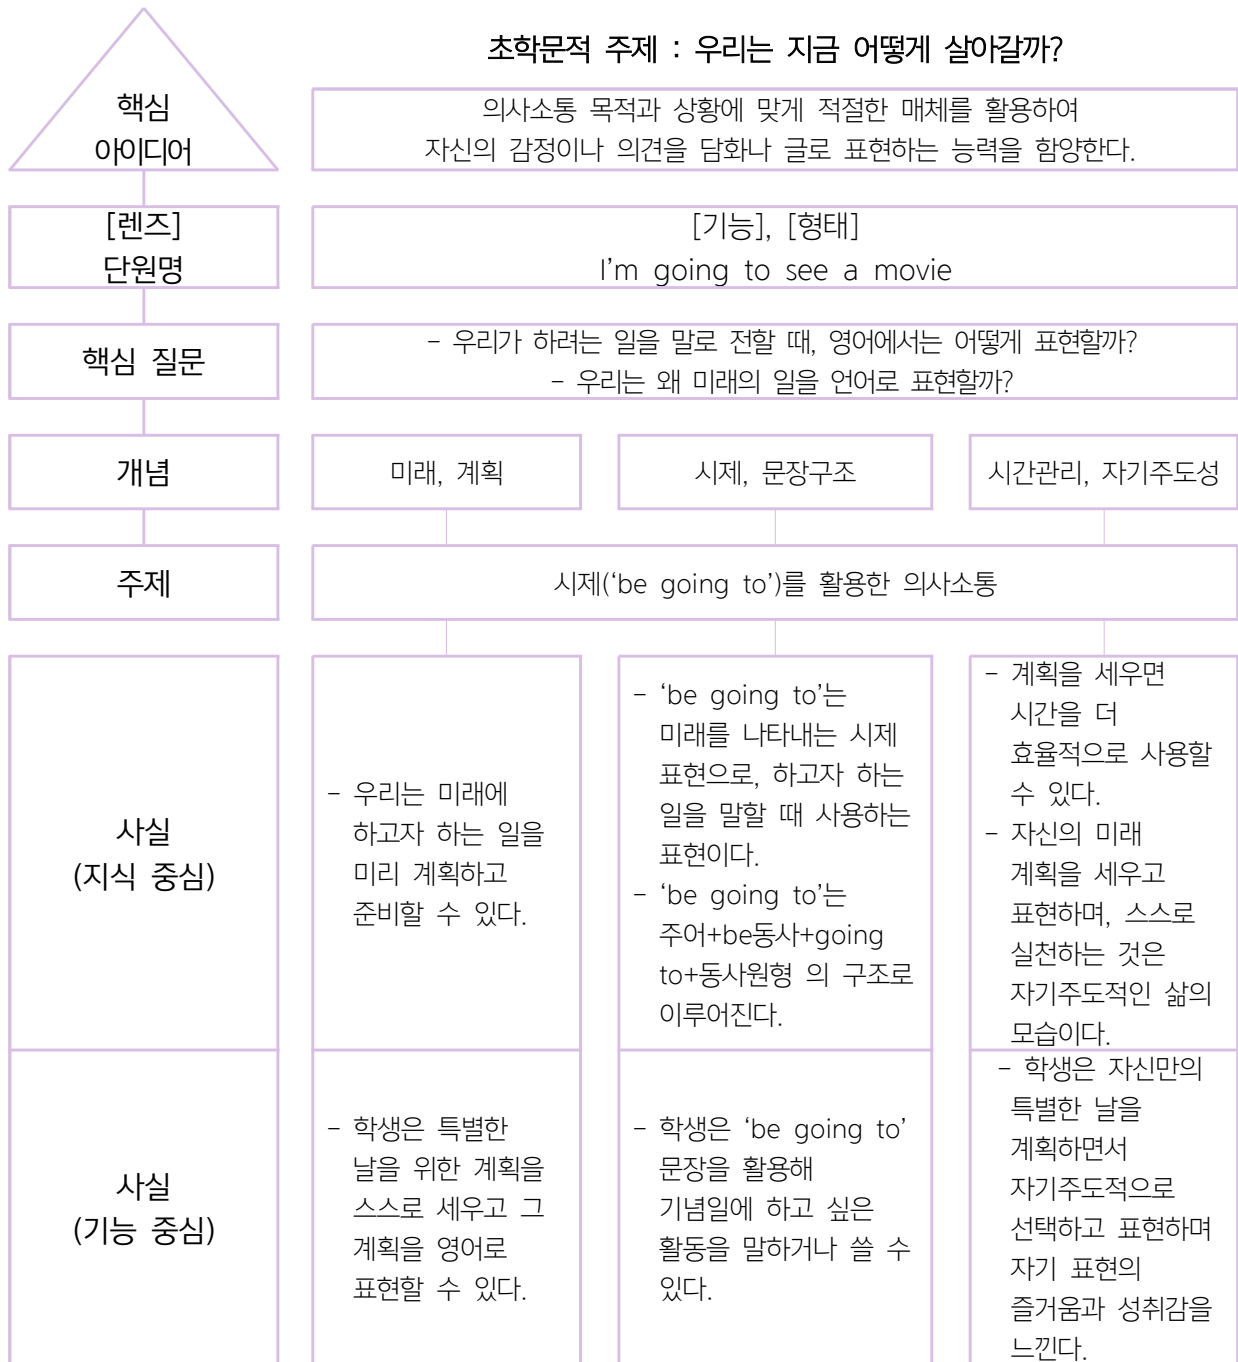 초학문적 주제 : 우리는 지금 어떻게 살아갈까?
핵심
아이디어
의사소통 목적과 상황에 맞게 적절한 매체를 활용하여
자신의 감정이나 의견을 담화나 글로 표현하는 능력을 함양한다.
[렌즈]
단원명
[기능], [형태]
I’m going to see a movie
핵심 질문
- 우리가 하려는 일을 말로 전할 때, 영어에서는 어떻게 표현할까?
- 우리는 왜 미래의 일을 언어로 표현할까?
개념
미래, 계획
시제, 문장구조
시간관리, 자기주도성
주제
시제(‘be going to’)를 활용한 의사소통
사실
(지식 중심)
- 우리는 미래에
하고자 하는 일을
미리 계획하고
준비할 수 있다.
- ‘be going to’는
미래를 나타내는 시제
표현으로, 하고자 하는
일을 말할 때 사용하는
표현이다.
- ‘be going to’는
주어+be동사+going
to+동사원형 의 구조로
이루어진다.
- 계획을 세우면
시간을 더
효율적으로 사용할
수 있다.
- 자신의 미래
계획을 세우고
표현하며, 스스로
실천하는 것은
자기주도적인 삶의
모습이다.
사실
(기능 중심)
- 학생은 특별한
날을 위한 계획을
스스로 세우고 그
계획을 영어로
표현할 수 있다.
- 학생은 ‘be going to’
문장을 활용해
기념일에 하고 싶은
활동을 말하거나 쓸 수
있다.
- 학생은 자신만의
특별한 날을
계획하면서
자기주도적으로
선택하고 표현하며
자기 표현의
즐거움과 성취감을
느낀다.